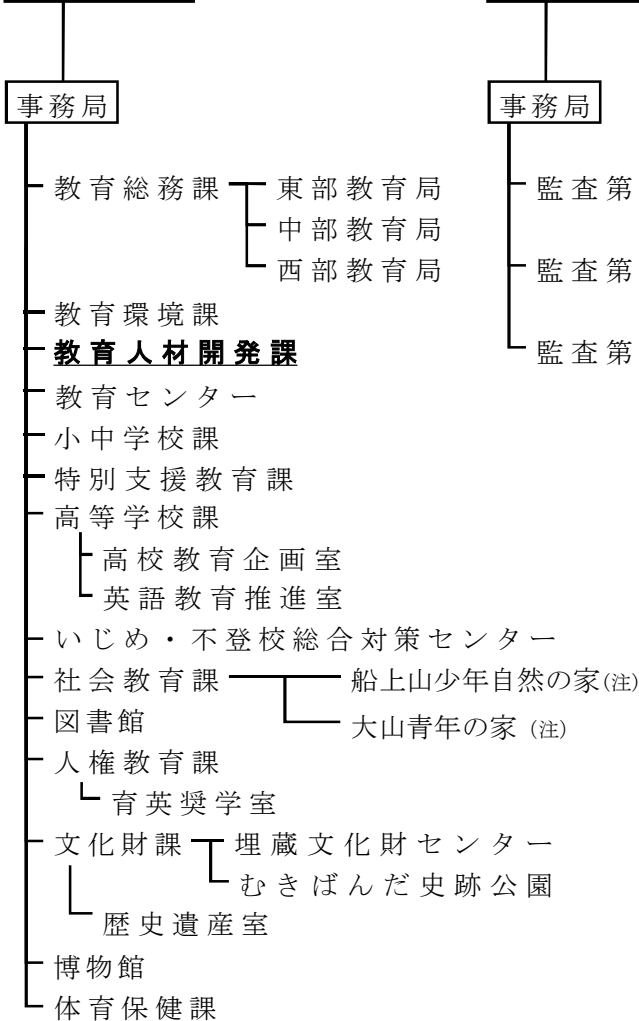 事務局
教育総務課
東部教育局
中部教育局
西部教育局
教育環境課
教育人材開発課
教育センター
小中学校課
特別支援教育課
高等学校課
高校教育企画室
英語教育推進室
いじめ・不登校総合対策センター
社会教育課
船上山少年自然の家(注)
大山青年の家 (注)
図書館
人権教育課
育英奨学室
文化財課
埋蔵文化財センター
むきばんだ史跡公園
歴史遺産室
博物館
体育保健課
事務局
監査第
監査第
監査第